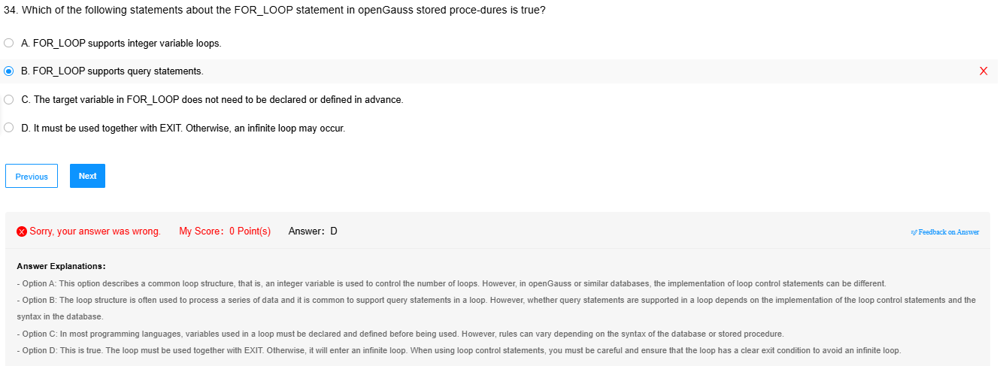 34. Which of the following statements about the FOR_LOOP statement in openGauss stored proce-dures is true?
A. FOR_LOOP supports integer variable loops.
B. FOR_LOOP supports query statements.
X
C. The target variable in FOR_LOOP does not need to be declared or defined in advance.
D. It must be used together with EXIT. Otherwise, an infinite loop may occur.
Previous Next
Sorry, your answer was wrong. My Score: 0 Point(s) Answer: D Feedback on Answer
Answer Explanations:
- Option A: This option describes a common loop structure, that is, an integer variable is used to control the number of loops. However, in openGauss or similar databases, the implementation of loop control statements can be different.
- Option B: The loop structure is often used to process a series of data and it is common to support query statements in a loop. However, whether query statements are supported in a loop depends on the implementation of the loop control statements and the
syntax in the database.
- Option C: In most programming languages, variables used in a loop must be declared and defined before being used. However, rules can vary depending on the syntax of the database or stored procedure.
- Option D: This is true. The loop must be used together with EXIT. Otherwise, it will enter an infinite loop. When using loop control statements, you must be careful and ensure that the loop has a clear exit condition to avoid an infinite loop.